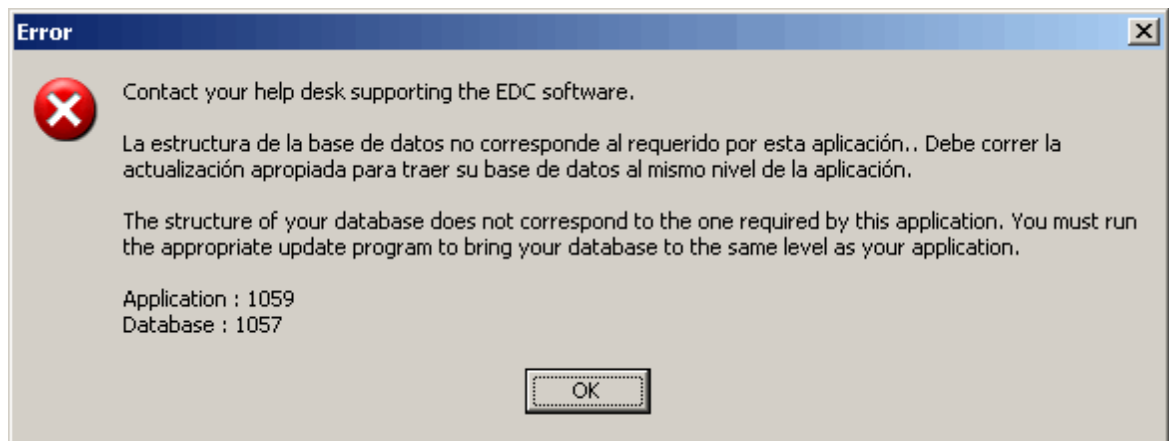 Error
Contact your help desk supporting the EDC software.
La estructura de la base de datos no corresponde al requerido por esta aplicación.. Debe correr la
actualización apropiada para traer su base de datos al mismo nivel de la aplicación.
The structure of your database does not correspond to the one required by this application. You must run
the appropriate update program to bring your database to the same level as your application.
Application : 1059
Database : 1057
OK